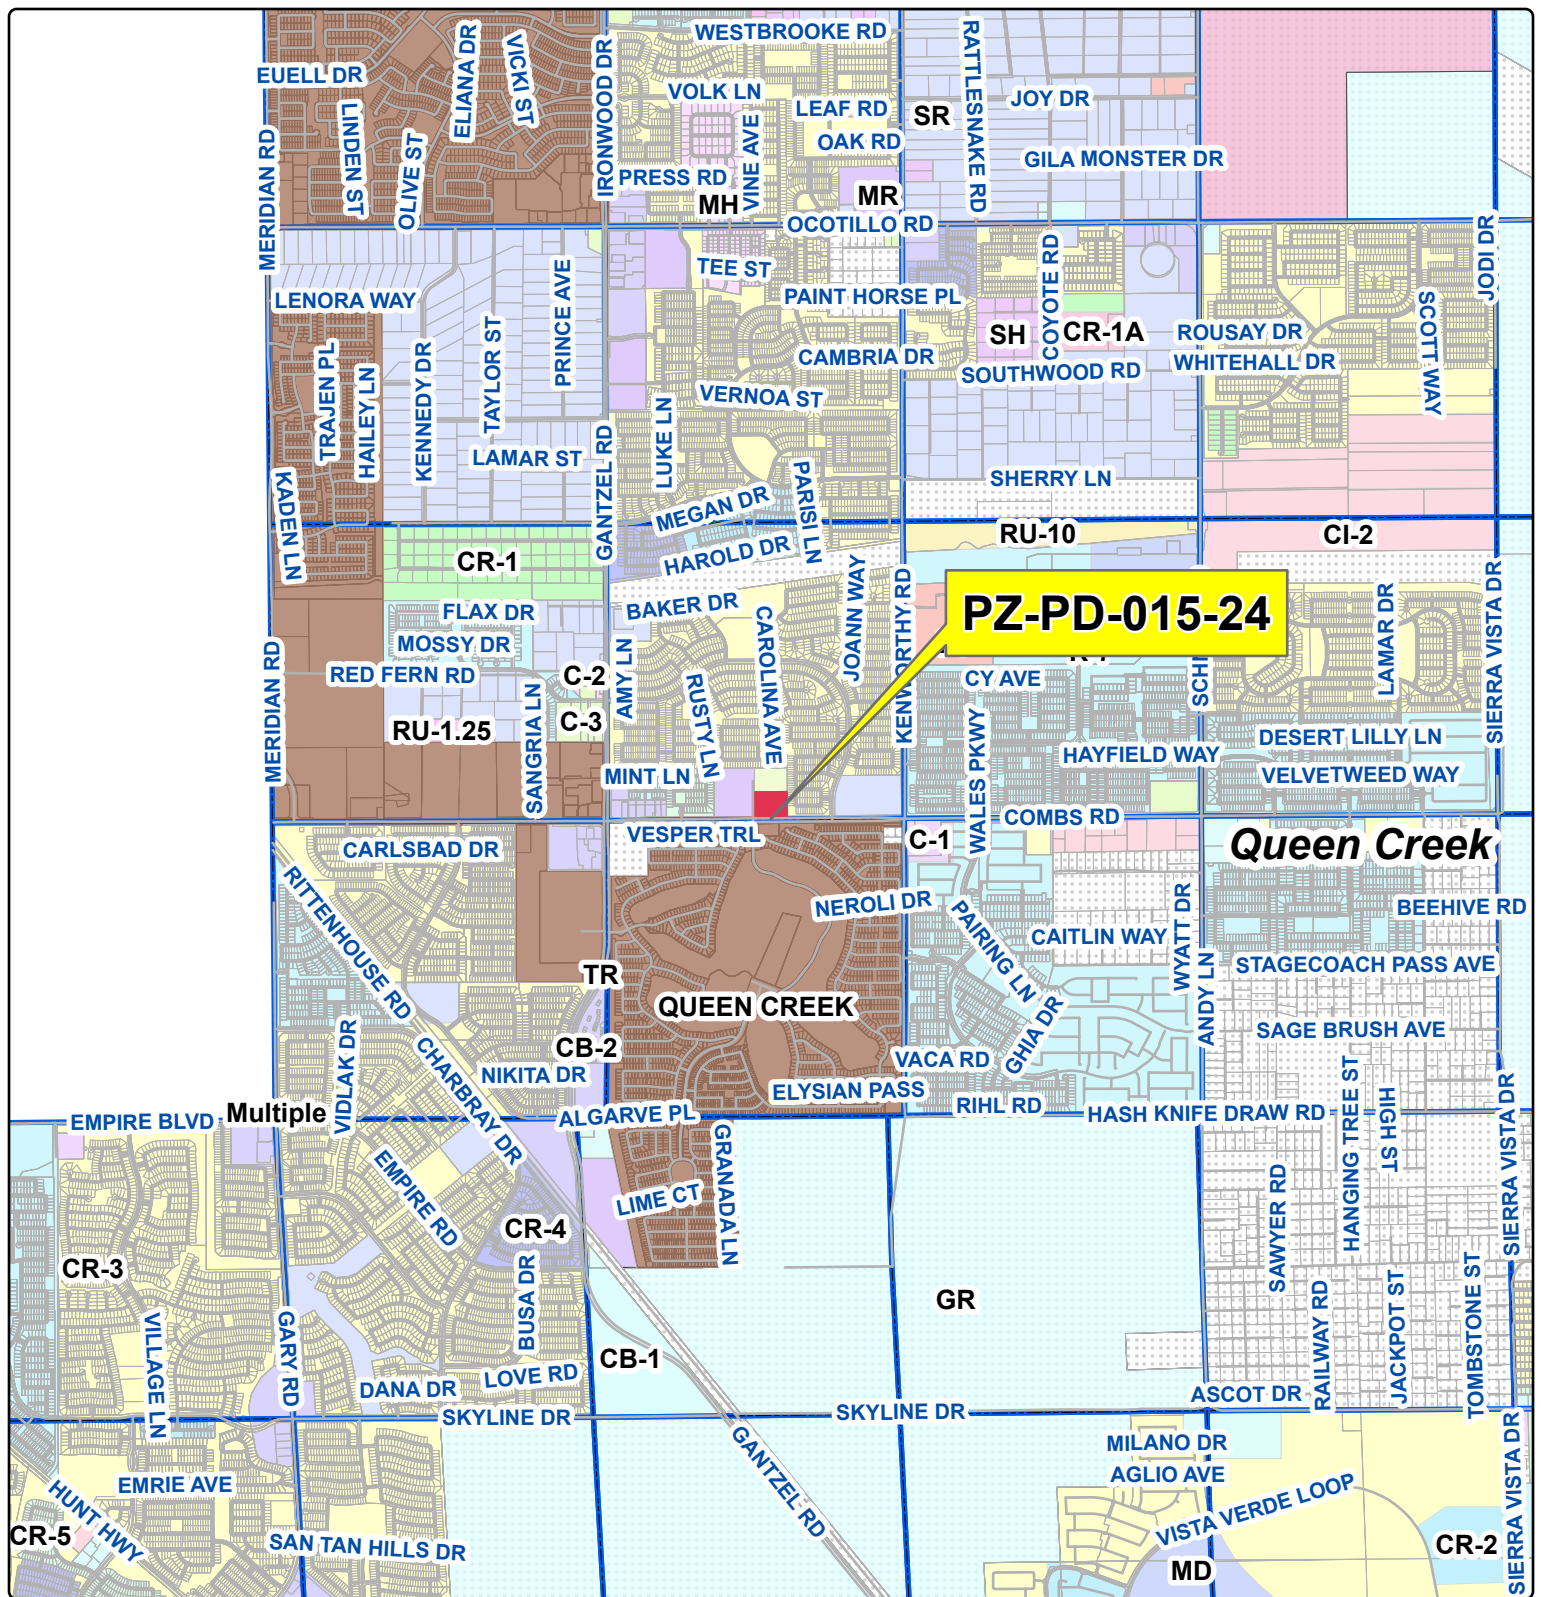 WESTBROOKE RD
EUELL DR
ELIANA DR
VICKI ST
IRONWOOD DR
RATTLESNAKE RD
VOLK LN
JOY DR
LEAF RD
SR
LINDEN ST
OLIVE ST
VINE AVE
OAK RD
GILA MONSTER DR
MERIDIAN RD
PRESS RD
MH
MR
OCOTILLO RD
TEE ST
COYOTE RD
JODI DR
LENORA WAY
PRINCE AVE
PAINT HORSE PL
SCOTT WAY
SH
CR-1A
ROUSAY DR
TRAJEN PL
HAILEY LN
KENNEDY DR
TAYLOR ST
CAMBRIA DR
SOUTHWOOD RD
WHITEHALL DR
VERNOA ST
LUKE LN
GANTZEL RD
LAMAR ST
PARISI LN
SHERRY LN
KADEN LN
MEGAN DR
RU-10
CI-2
HAROLD DR
CR-1
BAKER DR
JOANN WAY
KENWORTHY RD
PZ-PD-015-24
FLAX DR
CAROLINA AVE
LAMAR DR
SIERRA VISTA DR
MOSSY DR
RED FERN RD
C-2
AMY LN
RUSTY LN
CY AVE
MERIDIAN RD
SANGRIA LN
C-3
RU-1.25
WALES PKWY
HAYFIELD WAY
DESERT LILLY LN
MINT LN
VELVETWEED WAY
COMBS RD
VESPER TRL
C-1
Queen Creek
CARLSBAD DR
RITTENHOUSE RD
NEROLI DR
PAIRING LN
WYATT DR
BEEHIVE RD
CAITLIN WAY
TR
STAGECOACH PASS AVE
QUEEN CREEK
ANDY LN
GHIA DR
SAGE BRUSH AVE
VIDLAK DR
CHARBRAY DR
CB-2
NIKITA DR
VACA RD
ELYSIAN PASS
HANGING TREE ST
HIGH ST
SIERRA VISTA DR
Multiple
EMPIRE BLVD
ALGARVE PL
RIHL RD
HASH KNIFE DRAW RD
GRANADA LN
EMPIRE RD
LIME CT
SAWYER RD
CR-4
CR-3
BUSA DR
GR
VILLAGE LN
GARY RD
CB-1
RAILWAY RD
JACKPOT ST
TOMBSTONE ST
DANA DR
LOVE RD
ASCOT DR
SKYLINE DR
SKYLINE DR
GANTZEL RD
MILANO DR
AGLIO AVE
SIERRA VISTA DR
EMRIE AVE
HUNT HWY
VISTA VERDE LOOP
CR-5
SAN TAN HILLS DR
CR-2
MD